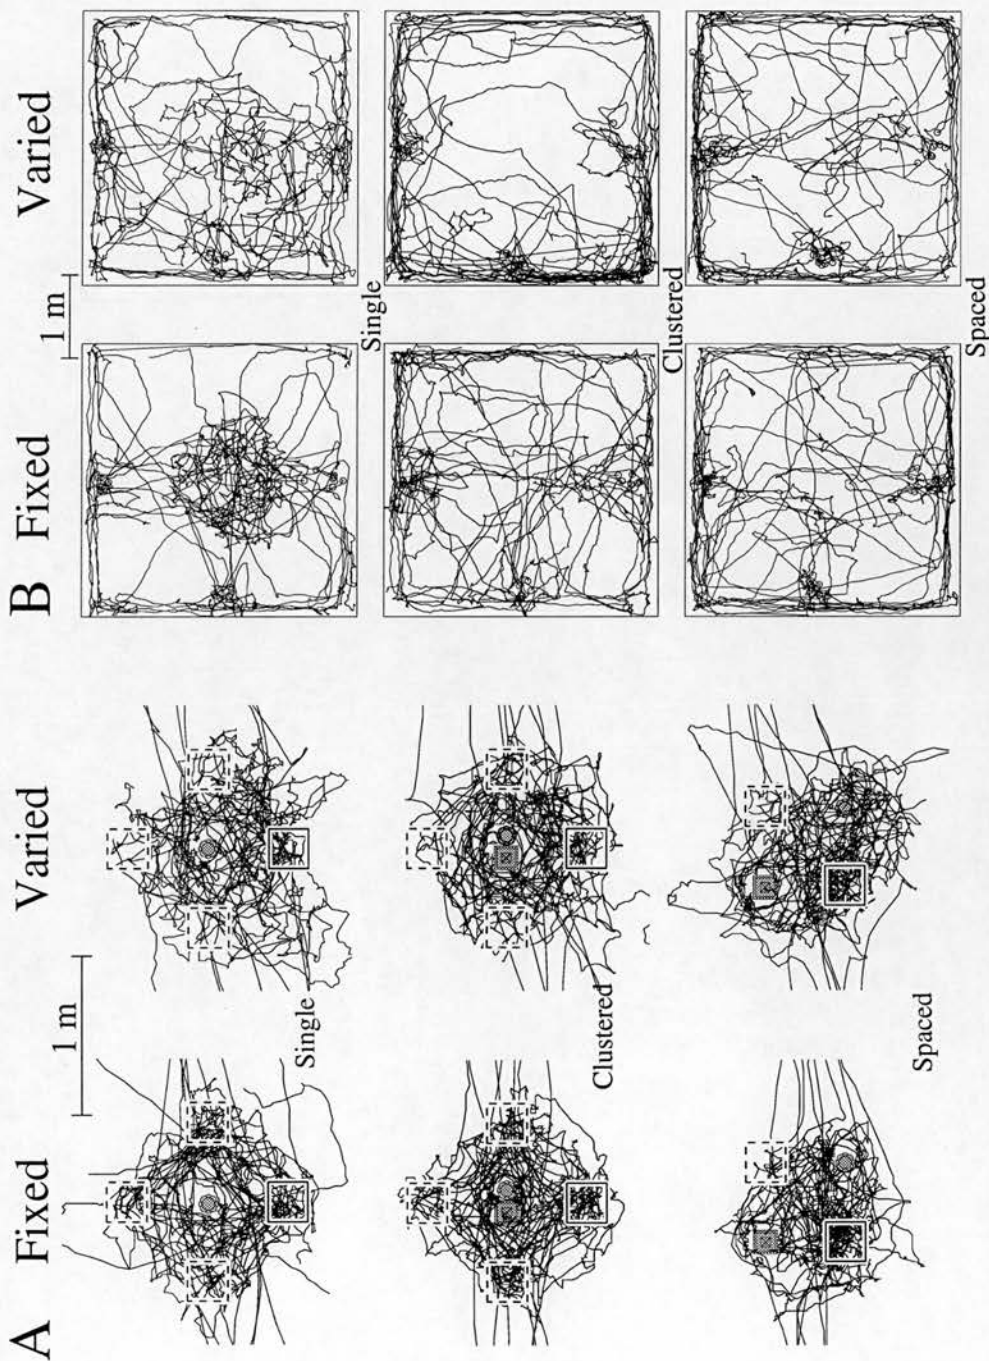 A Fixed Varied
1 m
Single
Clustered
Spaced
B Fixed Varied
1 m
Single
Clustered
Spaced